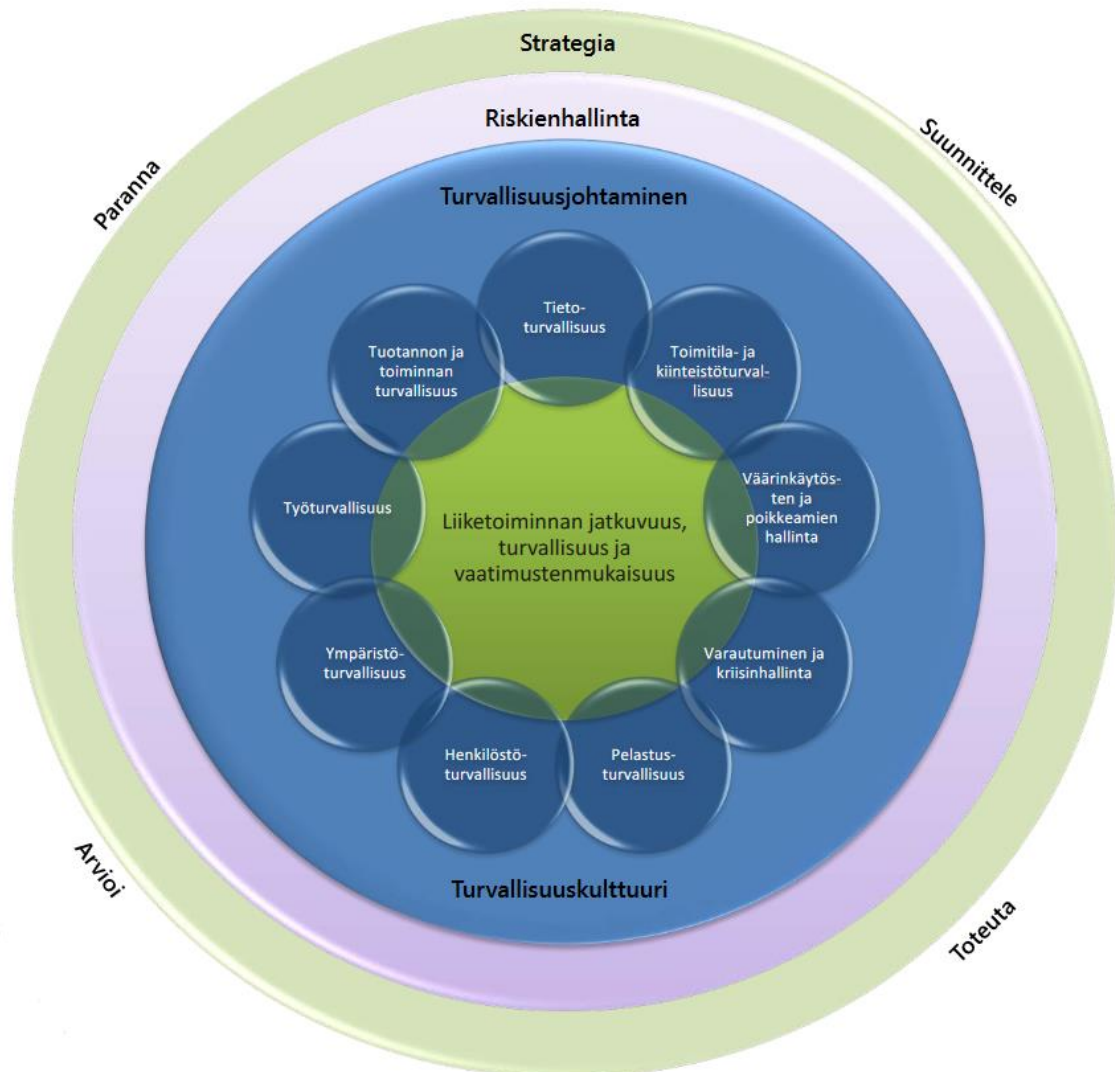 Strategia
Suunnittele
Toteuta
Arvioi
Paranna
Riskienhallinta
Turvallisuusjohtaminen
Tieto-
turvallisuus
Toimitila- ja
kiinteistöturval-
lisuus
Väärinkäytös-
ten ja
poikkeamien
hallinta
Varautuminen ja
kriisinhallinta
Pelastus-
turvallisuus
Henkilöstö-
turvallisuus
Ympäristö-
turvallisuus
Työturvallisuus
Tuotannon ja
toiminnan
turvallisuus
Liiketoiminnan jatkuvuus,
turvallisuus ja
vaatimustenmukaisuus
Turvallisuuskulttuuri